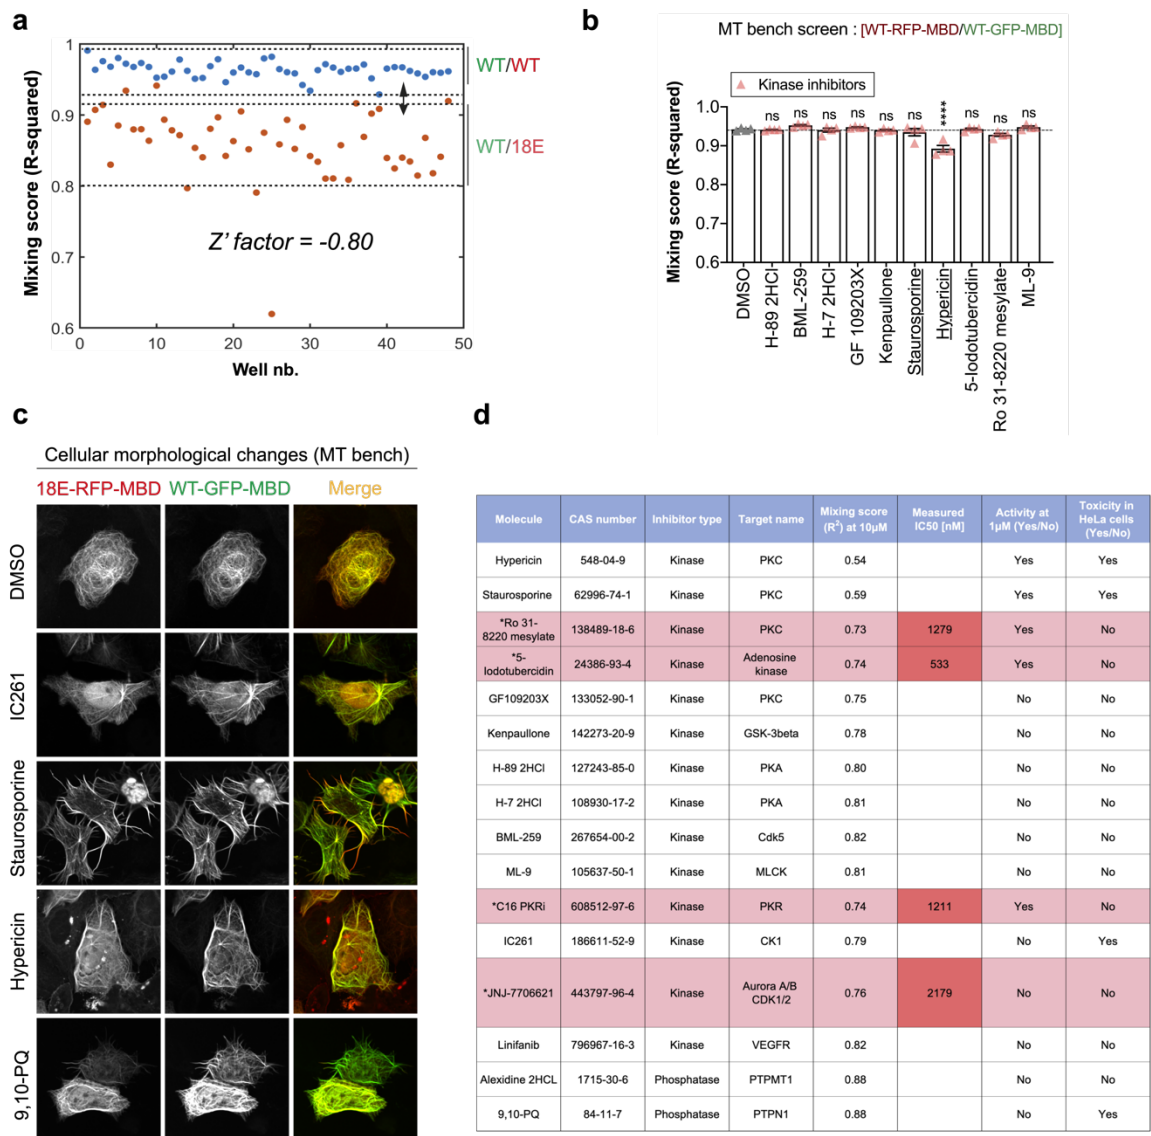 a
Mixing score (R-squared)
1
0.9
0.8
0.7
0.6
WT/WT
WT/18E
Z' factor = -0.80
0
10
20
30
40
50
Well nb.
b
MT bench screen : [WT-RFP-MBD/WT-GFP-MBD]
Kinase inhibitors
Mixing score (R-squared)
1.0
0.9
0.8
0.7
0.6
ns ns ns ns ns ns **** ns ns ns
DMSO
H-89 2HCl
BML-259
H-7 2HCl
GF 109203X
Kenpaullone
Staurosporine
Hypericin
5-Iodotubercidin
Ro 31-8220 mesylate
ML-9
c
Cellular morphological changes (MT bench)
18E-RFP-MBD WT-GFP-MBD Merge
DMSO
IC261
Staurosporine
Hypericin
9,10-PQ
d
Molecule CAS number Inhibitor type Target name Mixing score (R²) at 10µM Measured IC50 [nM] Activity at 1µM (Yes/No) Toxicity in HeLa cells (Yes/No)
Hypericin 548-04-9 Kinase PKC 0.54 Yes Yes
Staurosporine 62996-74-1 Kinase PKC 0.59 Yes Yes
*Ro 31-8220 mesylate 138489-18-6 Kinase PKC 0.73 1279 Yes No
*5-Iodotubercidin 24386-93-4 Kinase Adenosine kinase 0.74 533 Yes No
GF109203X 133052-90-1 Kinase PKC 0.75 No No
Kenpaullone 142273-20-9 Kinase GSK-3beta 0.78 No No
H-89 2HCl 127243-85-0 Kinase PKA 0.80 No No
H-7 2HCl 108930-17-2 Kinase PKA 0.81 No No
BML-259 267654-00-2 Kinase Cdk5 0.82 No No
ML-9 105637-50-1 Kinase MLCK 0.81 No No
*C16 PKRi 608512-97-6 Kinase PKR 0.74 1211 Yes No
IC261 186611-52-9 Kinase CK1 0.79 No Yes
*JNJ-7706621 443797-96-4 Kinase Aurora A/B CDK1/2 0.76 2179 No No
Linifanib 796967-16-3 Kinase VEGFR 0.82 No No
Alexidine 2HCL 1715-30-6 Phosphatase PTPMT1 0.88 No No
9,10-PQ 84-11-7 Phosphatase PTPN1 0.88 No Yes